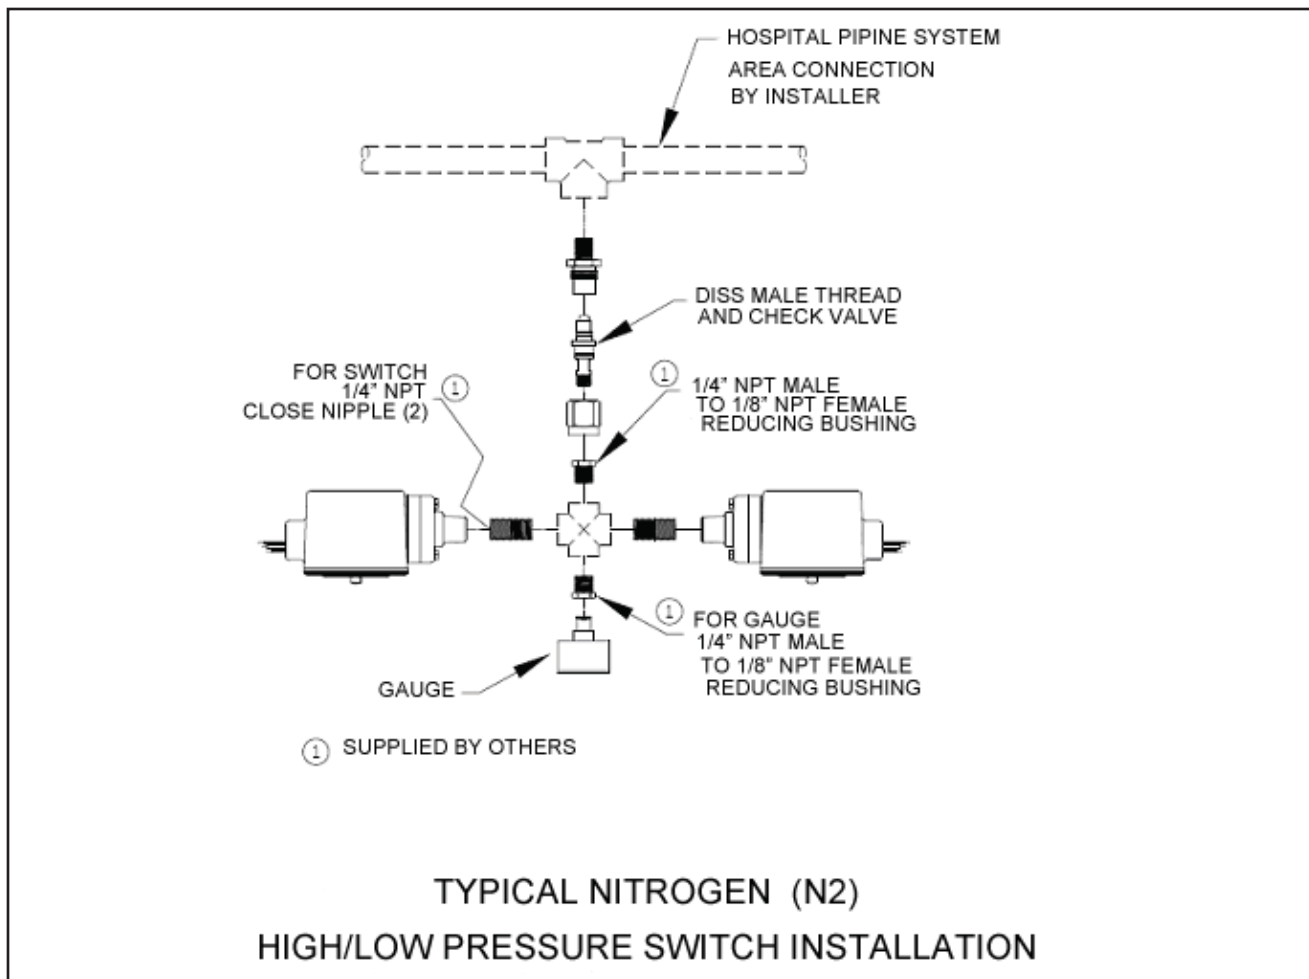 HOSPITAL PIPINE SYSTEM
AREA CONNECTION
BY INSTALLER
DISS MALE THREAD
AND CHECK VALVE
FOR SWITCH
1/4" NPT
CLOSE NIPPLE (2)
1
1
1/4" NPT MALE
TO 1/8" NPT FEMALE
REDUCING BUSHING
1
FOR GAUGE
1/4" NPT MALE
TO 1/8" NPT FEMALE
REDUCING BUSHING
GAUGE
1 SUPPLIED BY OTHERS
TYPICAL NITROGEN (N2)
HIGH/LOW PRESSURE SWITCH INSTALLATION